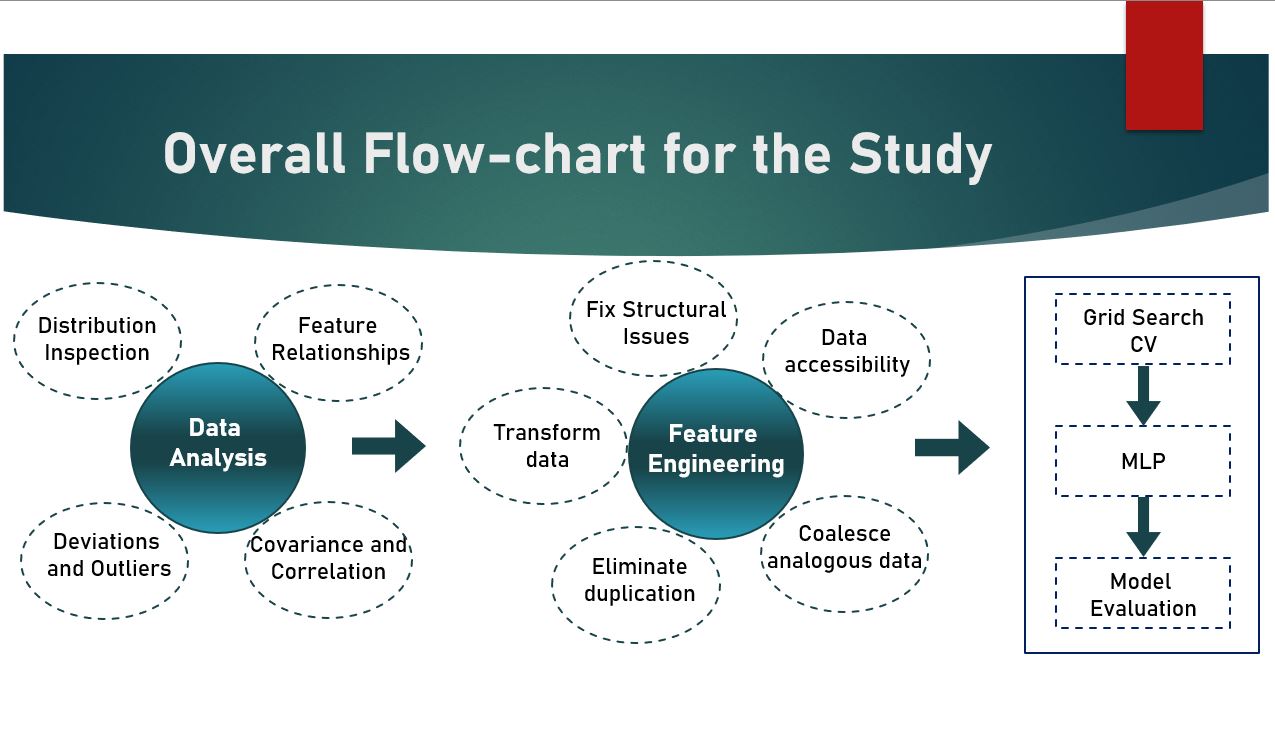 Overall Flow-chart for the Study
Distribution
Inspection
Feature
Relationships
Data
Analysis
Deviations
and Outliers
Covariance and
Correlation
Fix Structural
Issues
Data
accessibility
Transform
data
Feature
Engineering
Eliminate
duplication
Coalesce
analogous data
Grid Search
CV
MLP
Model
Evaluation